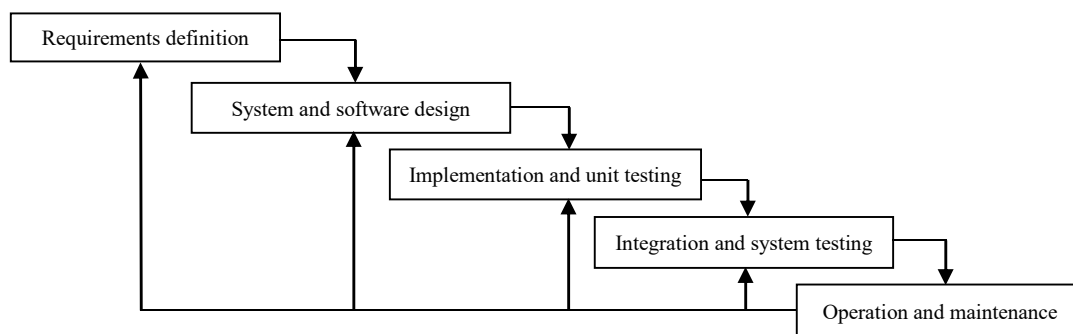 Requirements definition
System and software design
Implementation and unit testing
Integration and system testing
Operation and maintenance